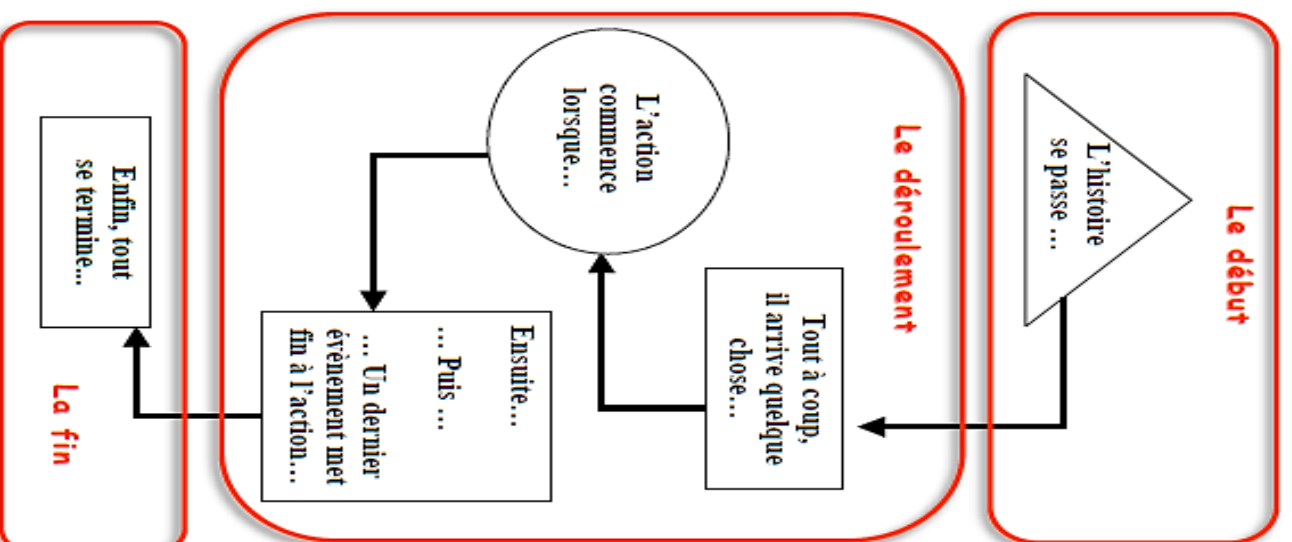 Le début
L'histoire
se passe ...
Le déroulement
Tout à coup,
il arrive quelque
chose...
L'action
commence
lorsque...
Ensuite...
... Puis ...
... Un dernier
évènement met
fin à l'action...
La fin
Enfin, tout
se termine...